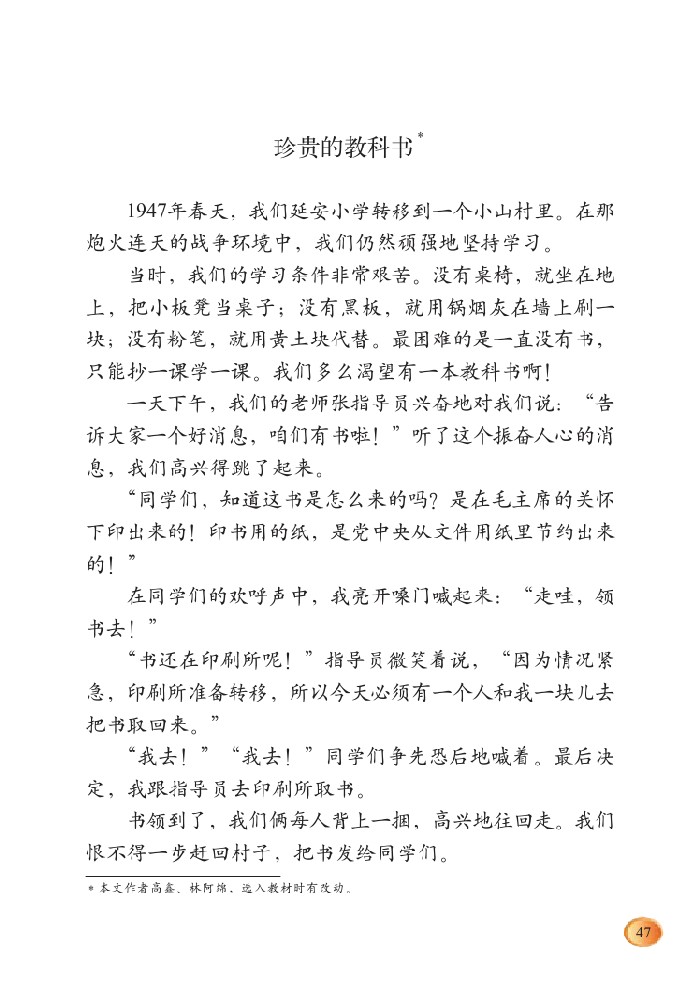 珍贵的教科书*
1947年春天，我们延安小学转移到一个小山村里。在那
炮火连天的战争环境中，我们仍然顽强地坚持学习。
当时，我们的学习条件非常艰苦。没有桌椅，就坐在地
上，把小板凳当桌子；没有黑板，就用锅烟灰在墙上刷一
块；没有粉笔，就用黄土块代替。最困难的是一直没有书，
只能抄一课学一课。我们多么渴望有一本教科书啊！
一天下午，我们的老师张指导员兴奋地对我们说：“告
诉大家一个好消息，咱们有书啦！”听了这个振奋人心的消
息，我们高兴得跳了起来。
“同学们，知道这书是怎么来的吗？是在毛主席的关怀
下印出来的！印书用的纸，是党中央从文件用纸里节约出来
的！”
在同学们的欢呼声中，我亮开嗓门喊起来：“走哇，领
书去！”
“书还在印刷所呢！”指导员微笑着说，“因为情况紧
急，印刷所准备转移，所以今天必须有一个人和我一块儿去
把书取回来。”
“我去！”“我去！”同学们争先恐后地喊着。最后决
定，我跟指导员去印刷所取书。
书领到了，我们俩每人背上一捆，高兴地往回走。我们
恨不得一步赶回村子，把书发给同学们。
* 本文作者高鑫、林阿绵，选入教材时有改动。
47